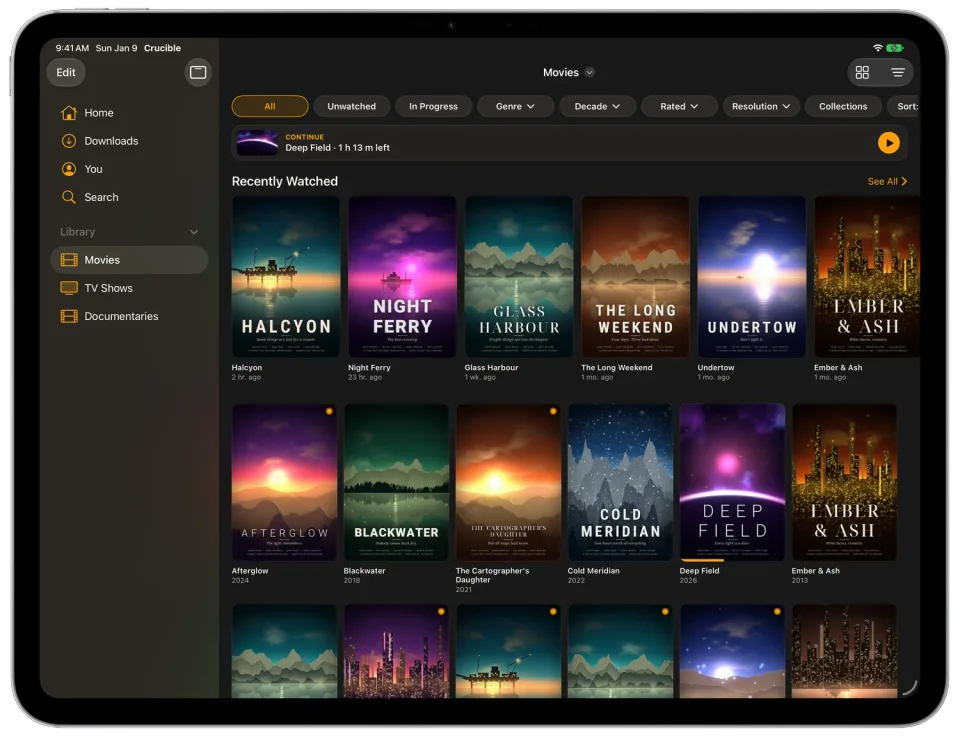 9:41 AM Sun Jan 9 Crucible
Edit
Movies
Home
Downloads
You
Search
Library
Movies
TV Shows
Documentaries
All
Unwatched
In Progress
Genre
Decade
Rated
Resolution
Collections
Sort:
CONTINUE
Deep Field · 1 h 13 m left
Recently Watched
See All
HALCYON
NIGHT
FERRY
GLASS
HARBOUR
THE LONG
WEEKEND
UNDERTOW
EMBER
& ASH
Halcyon
2 hr. ago
Night Ferry
23 hr. ago
Glass Harbour
1 wk. ago
The Long Weekend
1 mo. ago
Undertow
1 mo. ago
Ember & Ash
1 mo. ago
AFTERGLOW
BLACKWATER
THE CARTOGRAPHER'S
DAUGHTER
COLD
MERIDIAN
DEEP
FIELD
EMBER
& ASH
Afterglow
2024
Blackwater
2018
The Cartographer's
Daughter
2021
Cold Meridian
2022
Deep Field
2026
Ember & Ash
2013